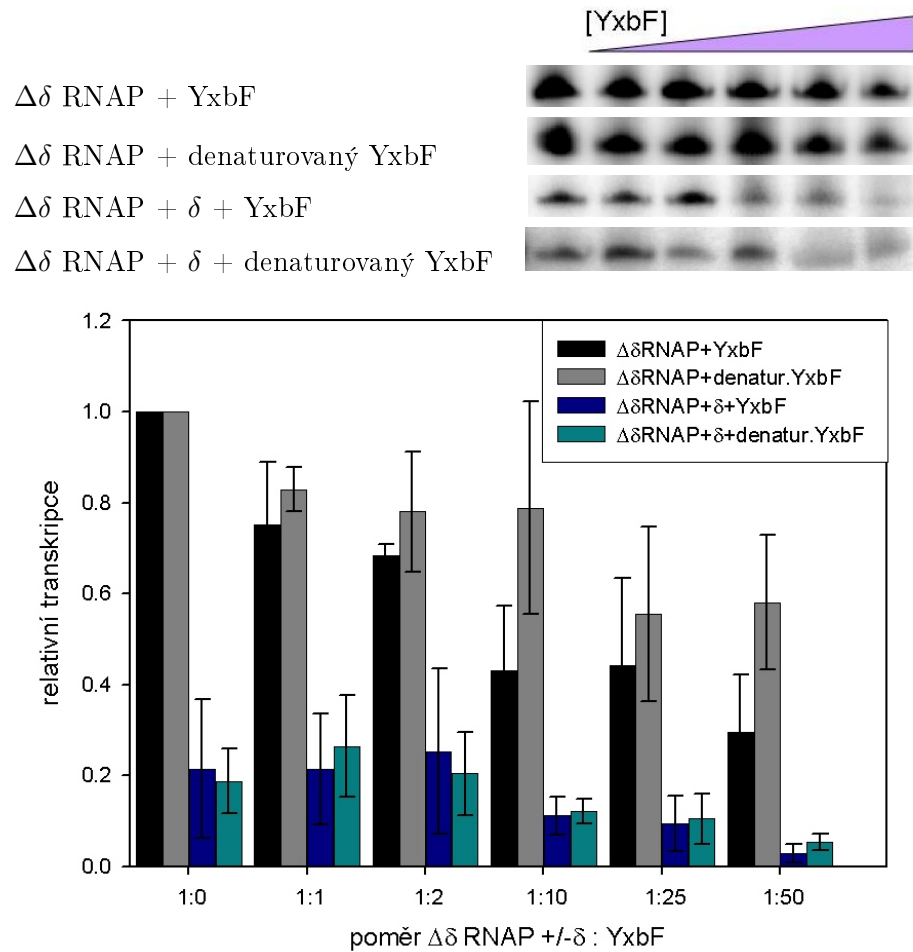 [YxbF]
Δδ RNAP + YxbF
Δδ RNAP + denaturovaný YxbF
Δδ RNAP + δ + YxbF
Δδ RNAP + δ + denaturovaný YxbF
1.2
1.0
0.8
0.6
0.4
0.2
0.0
relativní transkripce
ΔδRNAP+YxbF
ΔδRNAP+denatur.YxbF
ΔδRNAP+δ+YxbF
ΔδRNAP+δ+denatur.YxbF
1:0 1:1 1:2 1:10 1:25 1:50
poměr Δδ RNAP +/-δ : YxbF